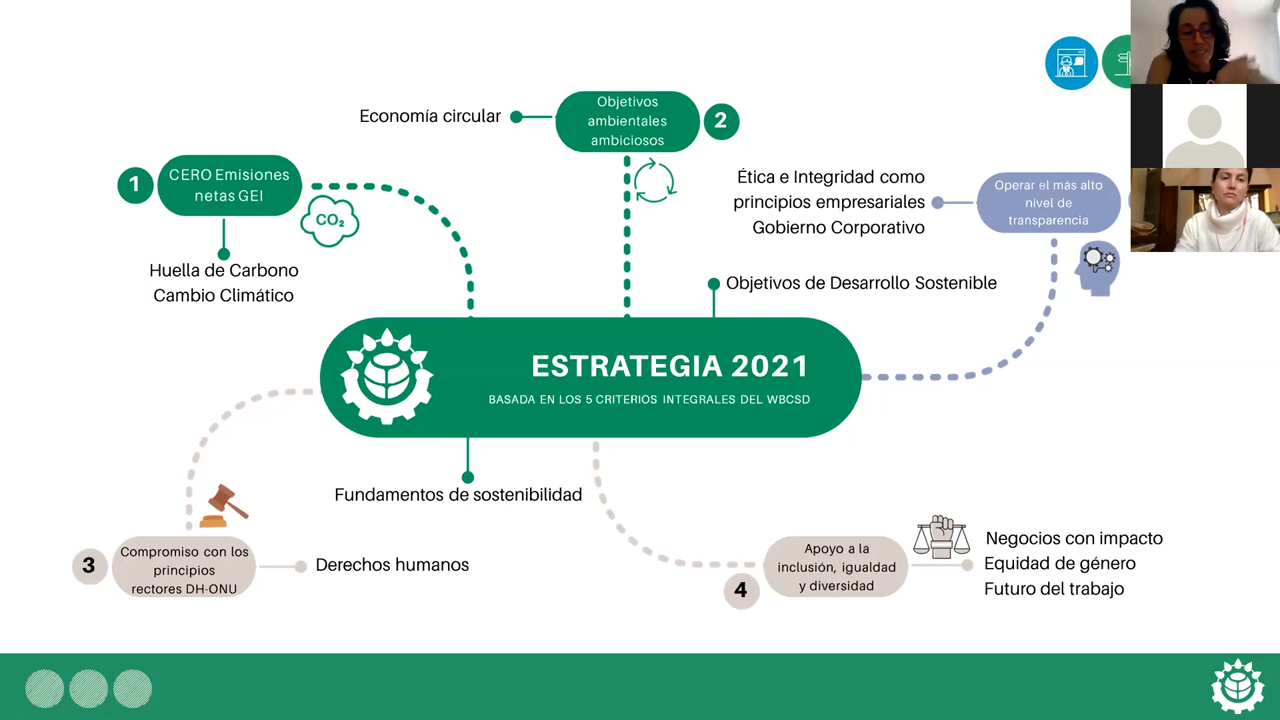 Economía circular
Objetivos
ambientales
ambiciosos
2
1
CERO Emisiones
netas GEI
CO₂
Huella de Carbono
Cambio Climático
Ética e Integridad como
principios empresariales
Gobierno Corporativo
Operar el más alto
nivel de
transparencia
Objetivos de Desarrollo Sostenible
ESTRATEGIA 2021
BASADA EN LOS 5 CRITERIOS INTEGRALES DEL WBCSD
Fundamentos de sostenibilidad
3
Compromiso con los
principios
rectores DH-ONU
Derechos humanos
4
Apoyo a la
inclusión, igualdad
y diversidad
Negocios con impacto
Equidad de género
Futuro del trabajo